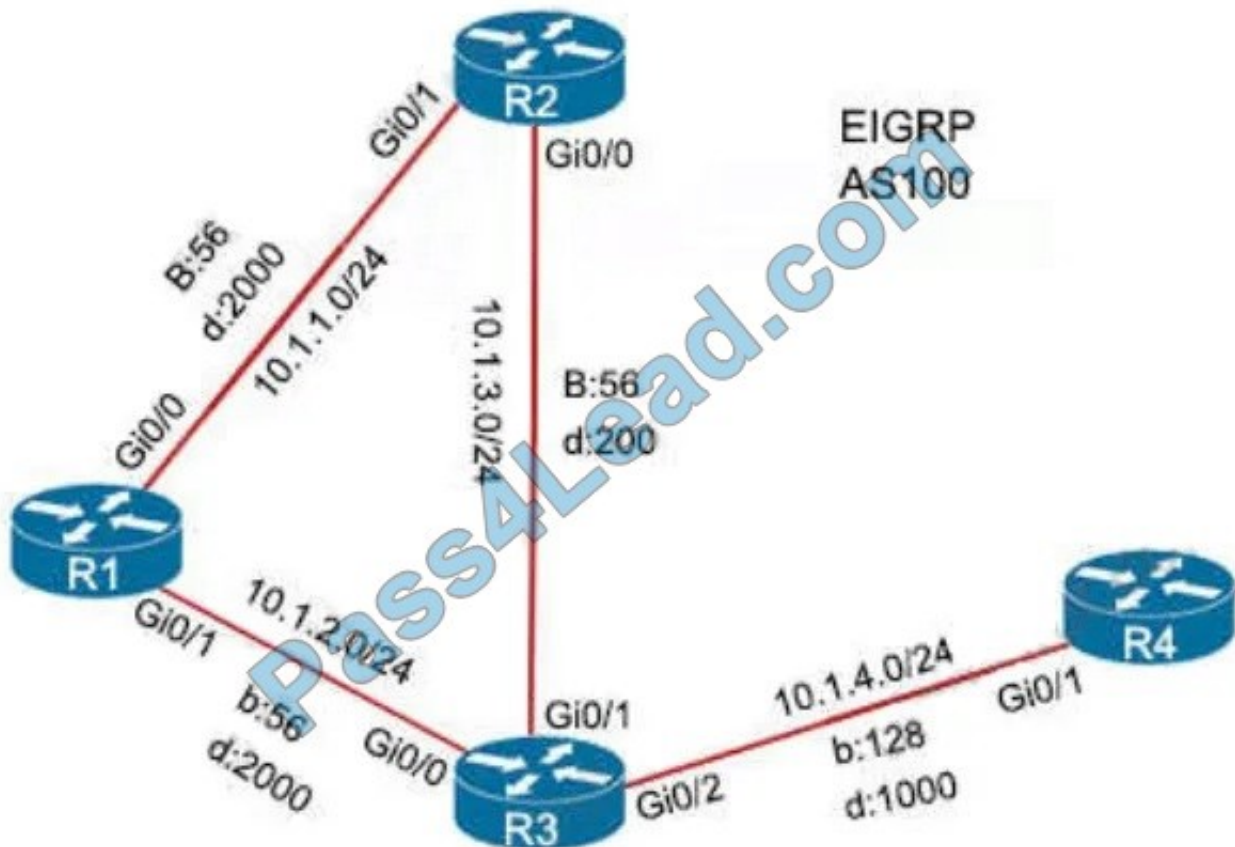 R2
Gi0/1
Gi0/0
EIGRP
AS100
B:56
d:2000
10.1.1.0/24
10.1.3.0/24
B:56
d:200
Gi0/0
R1
Gi0/1
10.1.2.0/24
b:56
d:2000
Gi0/0
Gi0/1
R3
Gi0/2
10.1.4.0/24
b:128
d:1000
Gi0/1
R4
Pass4Lead.com